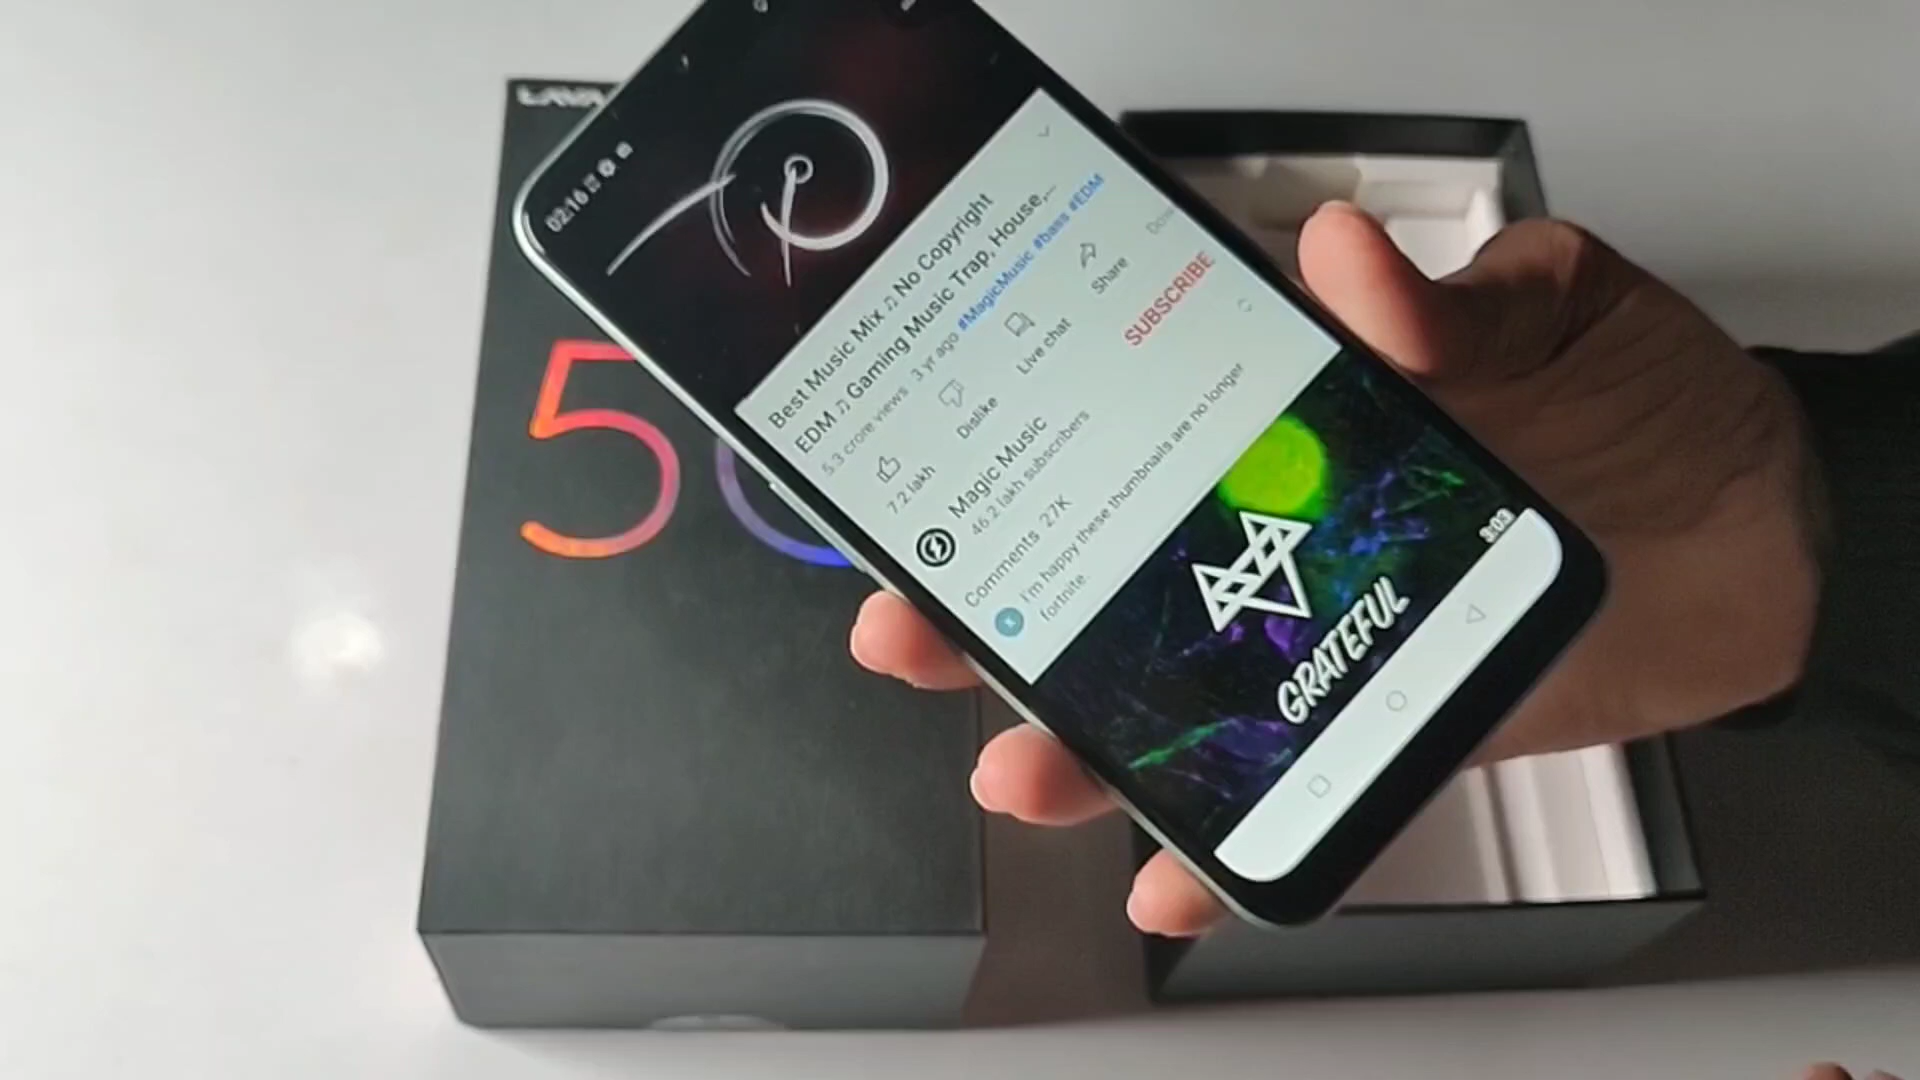 LAVA
5G
02:16
Best Music Mix ♫ No Copyright
EDM ♫ Gaming Music Trap, House,...
5.3 crore views 3 yr ago #MagicMusic #bass #EDM
7.2 lakh
Dislike
Live chat
Share
Magic Music
46.2 lakh subscribers
SUBSCRIBE
Comments 27K
I'm happy these thumbnails are no longer
fortnite.
GRATEFUL
3:03